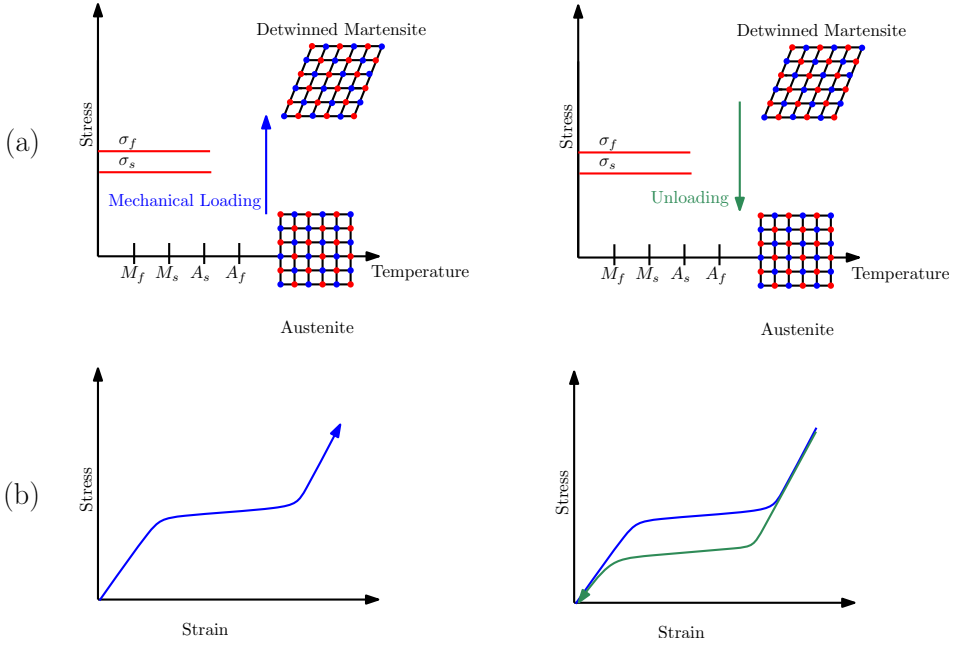 (a)
Stress
Detwinned Martensite
σ_f
σ_s
Mechanical Loading
M_f M_s A_s A_f
Temperature
Austenite
Stress
Detwinned Martensite
σ_f
σ_s
Unloading
M_f M_s A_s A_f
Temperature
Austenite
(b)
Stress
Strain
Stress
Strain